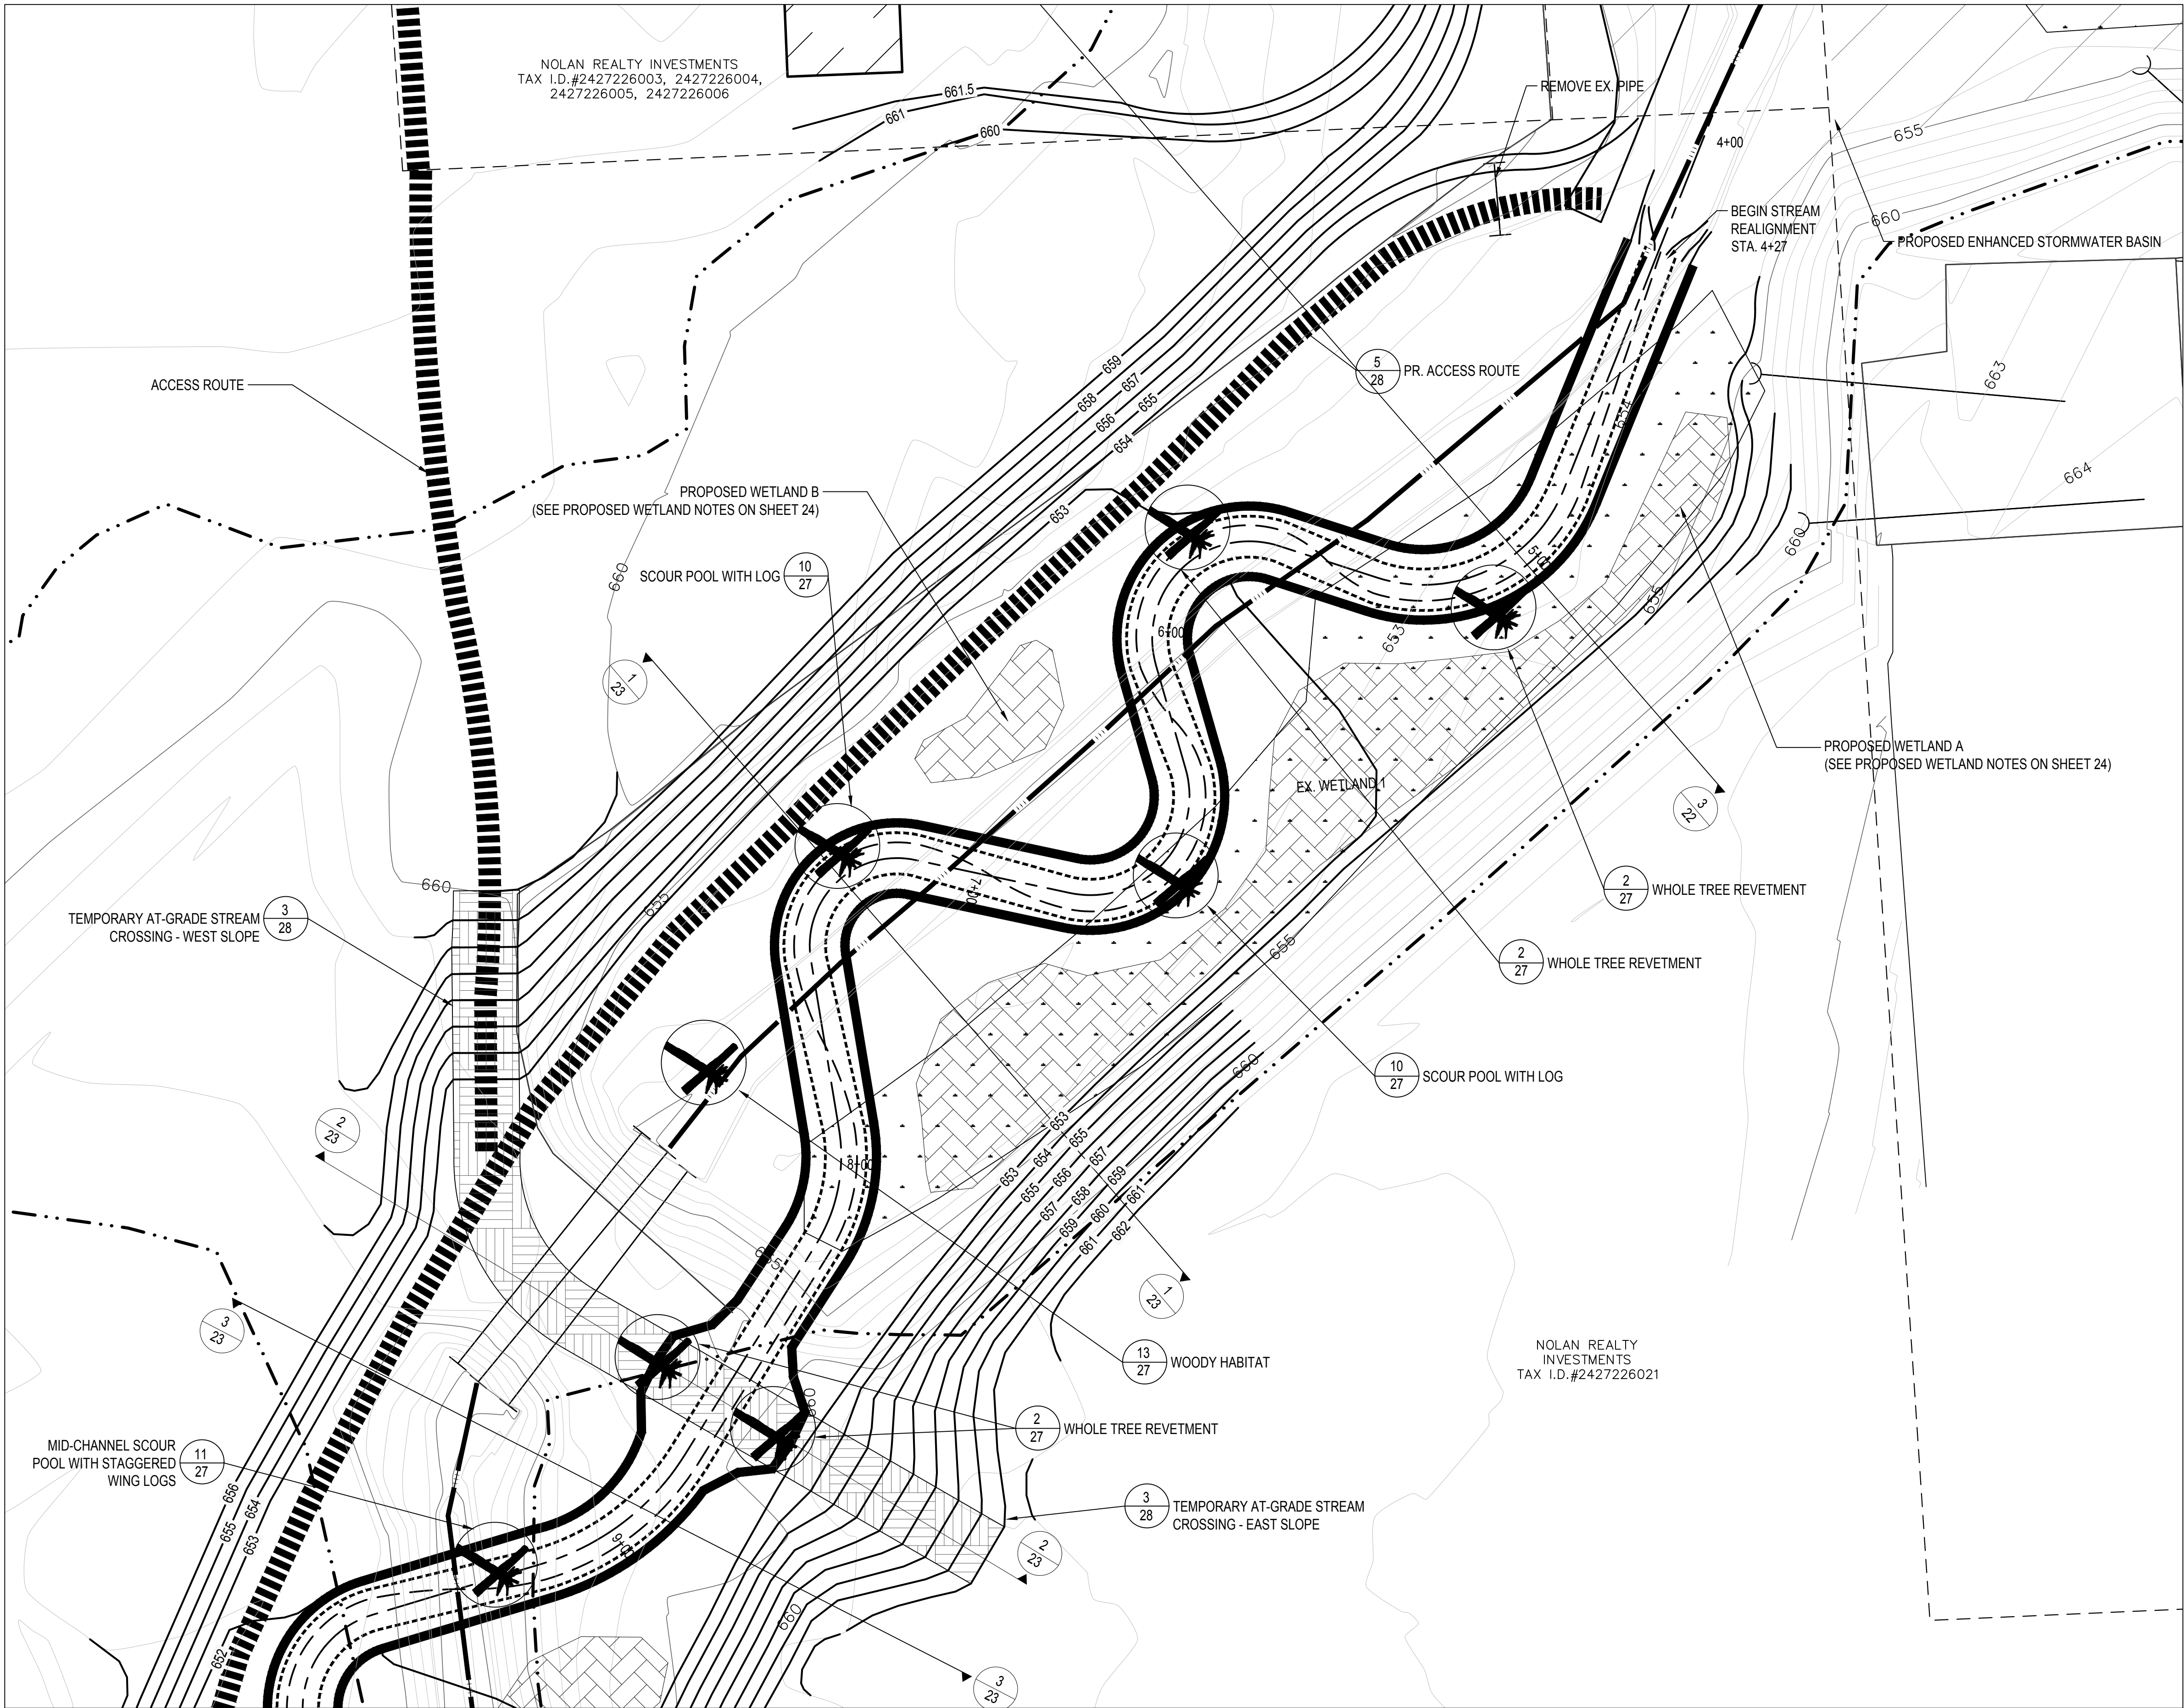 NOLAN REALTY INVESTMENTS
TAX I.D.#2427226003, 2427226004,
2427226005, 2427226006
661.5
661
660
REMOVE EX. PIPE
4+00
655
660
BEGIN STREAM
REALIGNMENT
STA. 4+27
PROPOSED ENHANCED STORMWATER BASIN
ACCESS ROUTE
659
658
657
656
655
654
653
5
28
PR. ACCESS ROUTE
654
663
664
660
PROPOSED WETLAND B
(SEE PROPOSED WETLAND NOTES ON SHEET 24)
660
SCOUR POOL WITH LOG
10
27
5+00
655
653
6+00
1
23
EX. WETLAND 1
PROPOSED WETLAND A
(SEE PROPOSED WETLAND NOTES ON SHEET 24)
3
22
660
655
7+00
2
27
WHOLE TREE REVETMENT
TEMPORARY AT-GRADE STREAM
CROSSING - WEST SLOPE
3
28
655
2
27
WHOLE TREE REVETMENT
10
27
SCOUR POOL WITH LOG
660
2
23
8+00
653
655
657
659
661
653
654
656
658
660
662
655
657
659
661
655
1
23
3
23
13
27
WOODY HABITAT
NOLAN REALTY
INVESTMENTS
TAX I.D.#2427226021
660
2
27
WHOLE TREE REVETMENT
MID-CHANNEL SCOUR
POOL WITH STAGGERED
WING LOGS
11
27
656
655
654
653
652
9+00
3
28
TEMPORARY AT-GRADE STREAM
CROSSING - EAST SLOPE
2
23
660
3
23